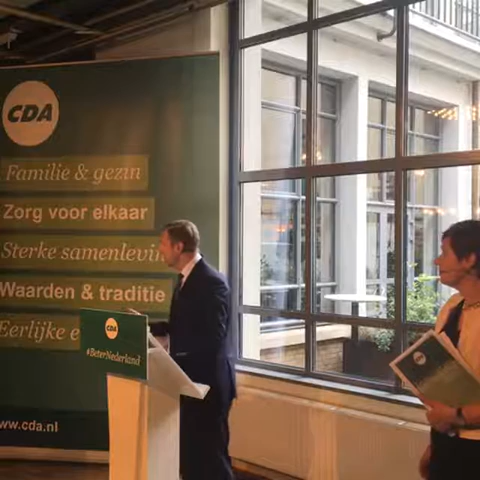 CDA
Familie & gezin
Zorg voor elkaar
Sterke samenlevin
Waarden & traditie
Eerlijke e
CDA
#BeterNederland
www.cda.nl